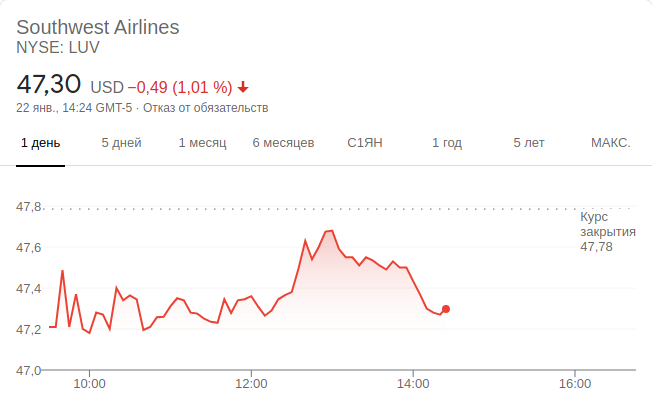 Southwest Airlines
NYSE: LUV
47,30 USD −0,49 (1,01 %)
22 янв., 14:24 GMT-5 · Отказ от обязательств
1 день 5 дней 1 месяц 6 месяцев С1ЯН 1 год 5 лет МАКС.
47,8
Курс
закрытия
47,78
47,6
47,4
47,2
47,0
10:00 12:00 14:00 16:00